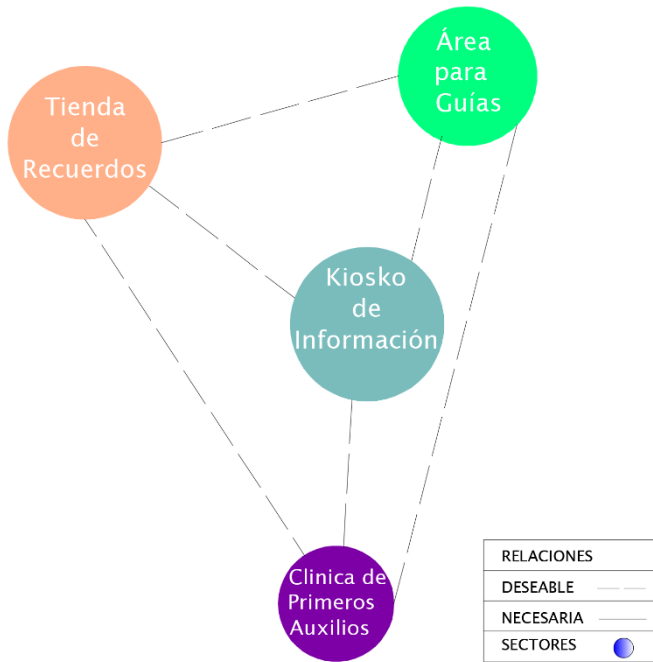 Área
para
Guías
Tienda
de
Recuerdos
Kiosko
de
Información
Clinica de
Primeros
Auxilios
RELACIONES
DESEABLE
NECESARIA
SECTORES